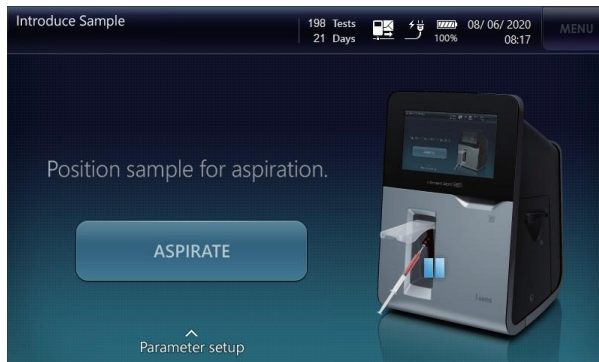 Introduce Sample
198 Tests
21 Days
100%
08/ 06/ 2020
08:17
MENU
Position sample for aspiration.
ASPIRATE
Parameter setup